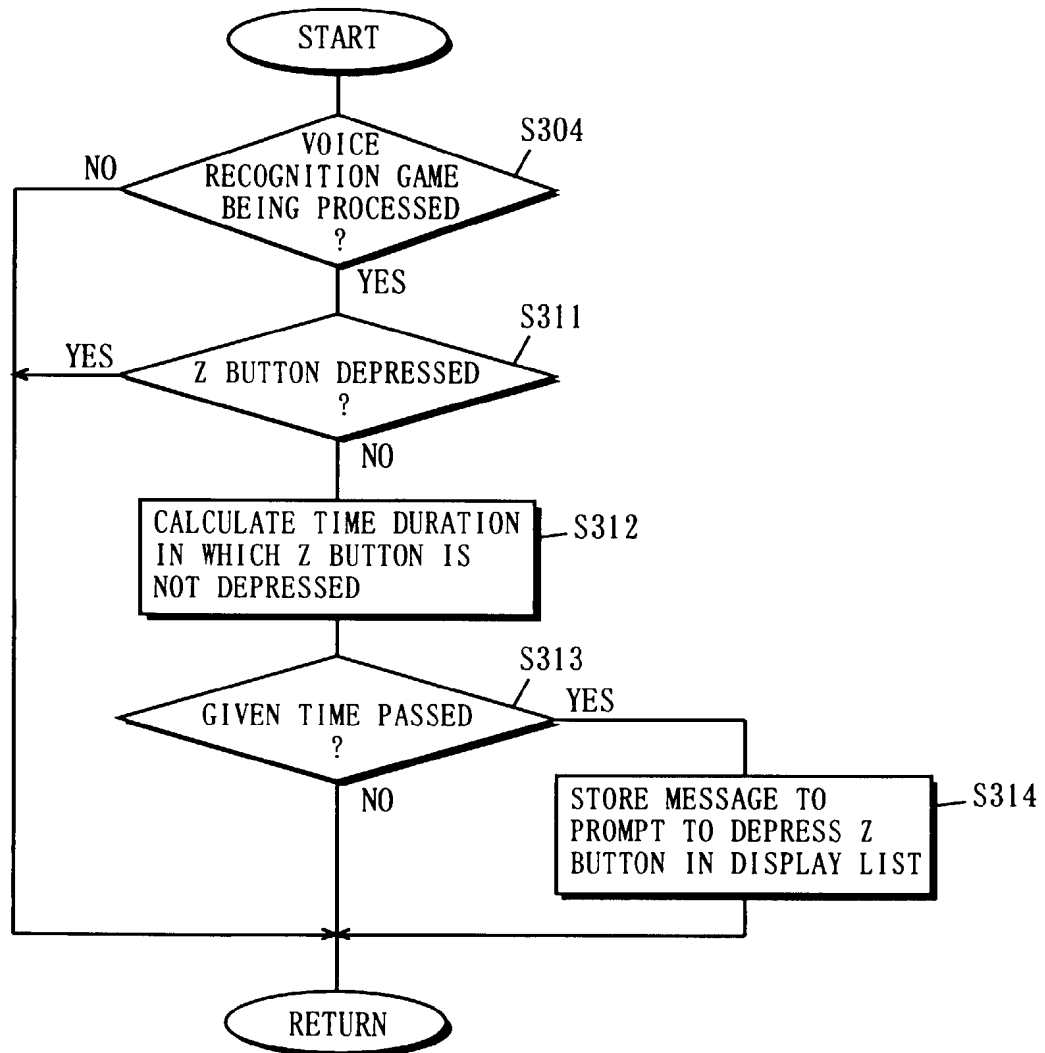 START
S304
VOICE
RECOGNITION GAME
BEING PROCESSED
?
NO
YES
S311
YES
Z BUTTON DEPRESSED
?
NO
CALCULATE TIME DURATION
IN WHICH Z BUTTON IS
NOT DEPRESSED
S312
S313
GIVEN TIME PASSED
?
YES
NO
STORE MESSAGE TO
PROMPT TO DEPRESS Z
BUTTON IN DISPLAY LIST
S314
RETURN